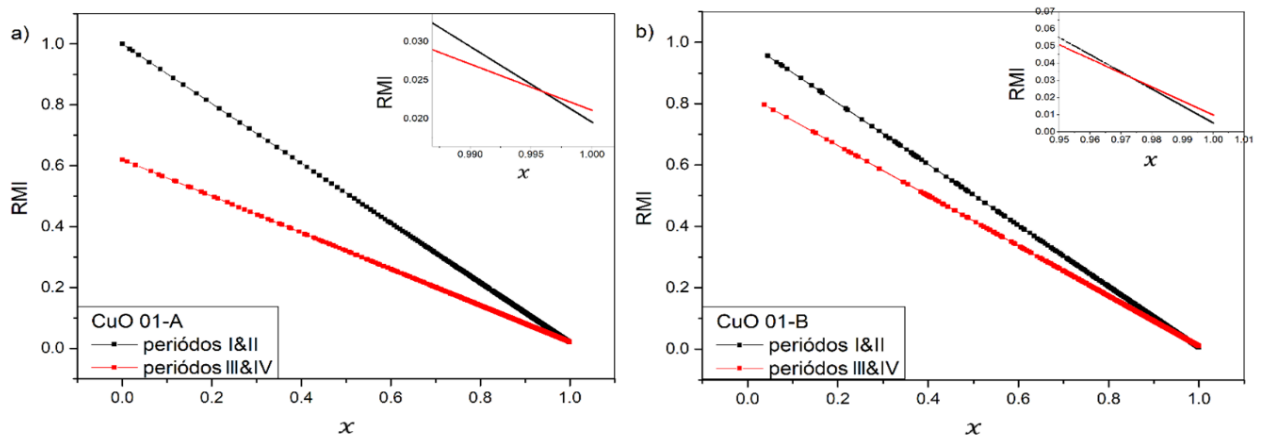 a)
RMI
1.0
0.8
0.6
0.4
0.2
0.0
0.0 0.2 0.4 0.6 0.8 1.0
x
CuO 01-A
periódos I&II
periódos III&IV
RMI
0.030
0.025
0.020
0.990 0.995 1.000
x
b)
RMI
1.0
0.8
0.6
0.4
0.2
0.0
0.0 0.2 0.4 0.6 0.8 1.0
x
CuO 01-B
periódos I&II
periódos III&IV
RMI
0.07
0.06
0.05
0.04
0.03
0.02
0.01
0.00
0.95 0.96 0.97 0.98 0.99 1.00 1.01
x